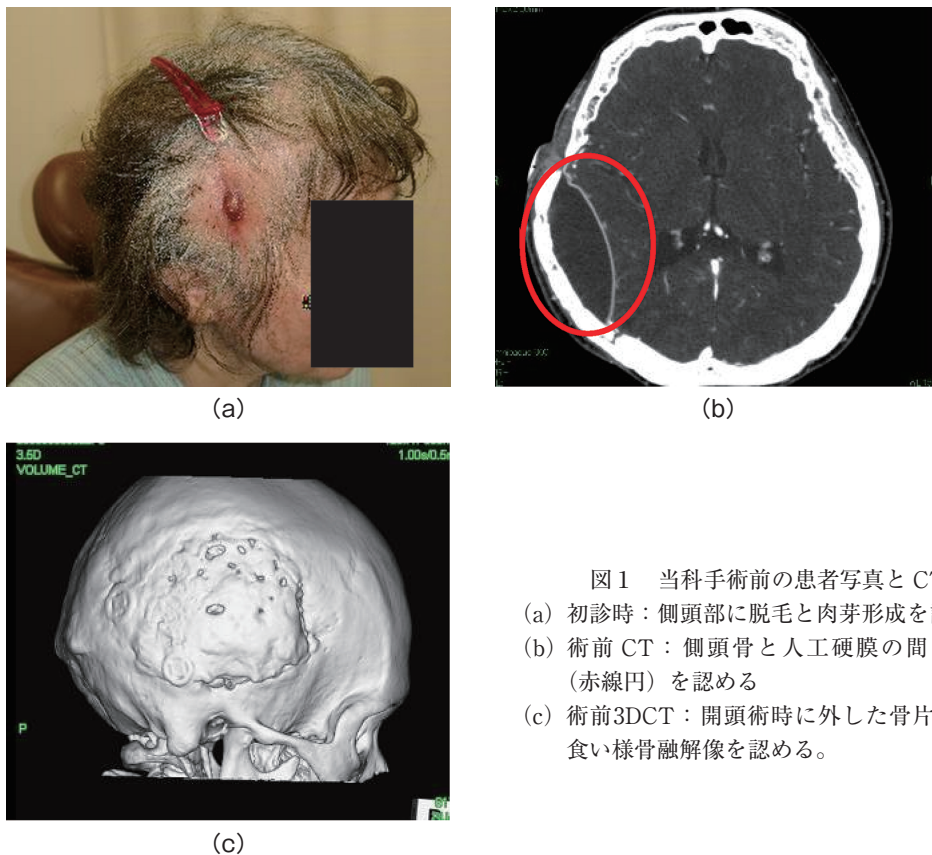 (a)
(b)
3.5D
VOLUME_CT
1.00s/0.5s
P
(c)
図1 当科手術前の患者写真と C
(a) 初診時：側頭部に脱毛と肉芽形成を
(b) 術前 CT：側頭骨と人工硬膜の間
（赤線円）を認める
(c) 術前3DCT：開頭術時に外した骨片
食い様骨融解像を認める。